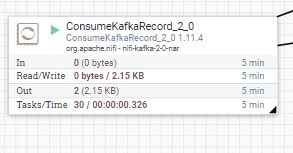 ConsumeKafkaRecord_2_0
ConsumeKafkaRecord_2_0 1.11.4
org.apache.nifi - nifi-kafka-2-0-nar
In 0 (0 bytes) 5 min
Read/Write 0 bytes / 2.15 KB 5 min
Out 2 (2.15 KB) 5 min
Tasks/Time 30 / 00:00:00.326 5 min